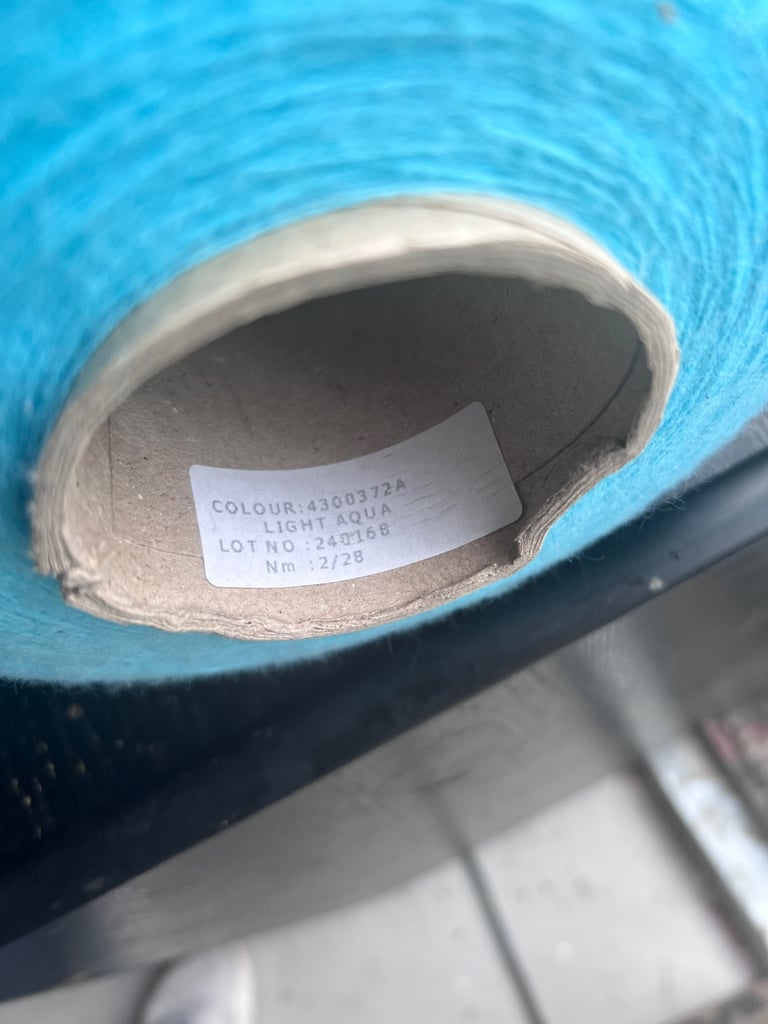 COLOUR:4300372A
LIGHT AQUA
LOT NO :240168
Nm :2/28